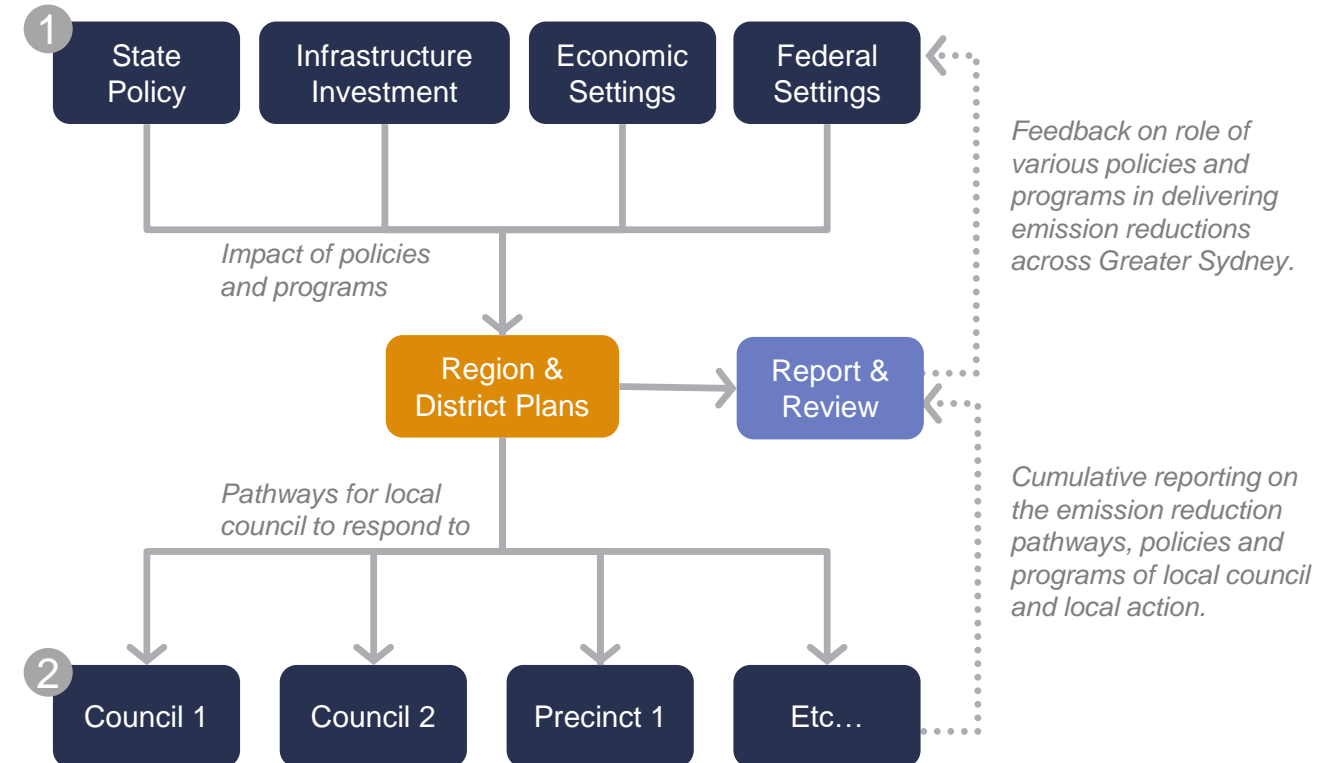 1
State
Policy
Infrastructure
Investment
Economic
Settings
Federal
Settings
Feedback on role of
various policies and
programs in delivering
emission reductions
across Greater Sydney.
Impact of policies
and programs
Region &
District Plans
Report &
Review
Pathways for local
council to respond to
Cumulative reporting on
the emission reduction
pathways, policies and
programs of local council
and local action.
2
Council 1
Council 2
Precinct 1
Etc…